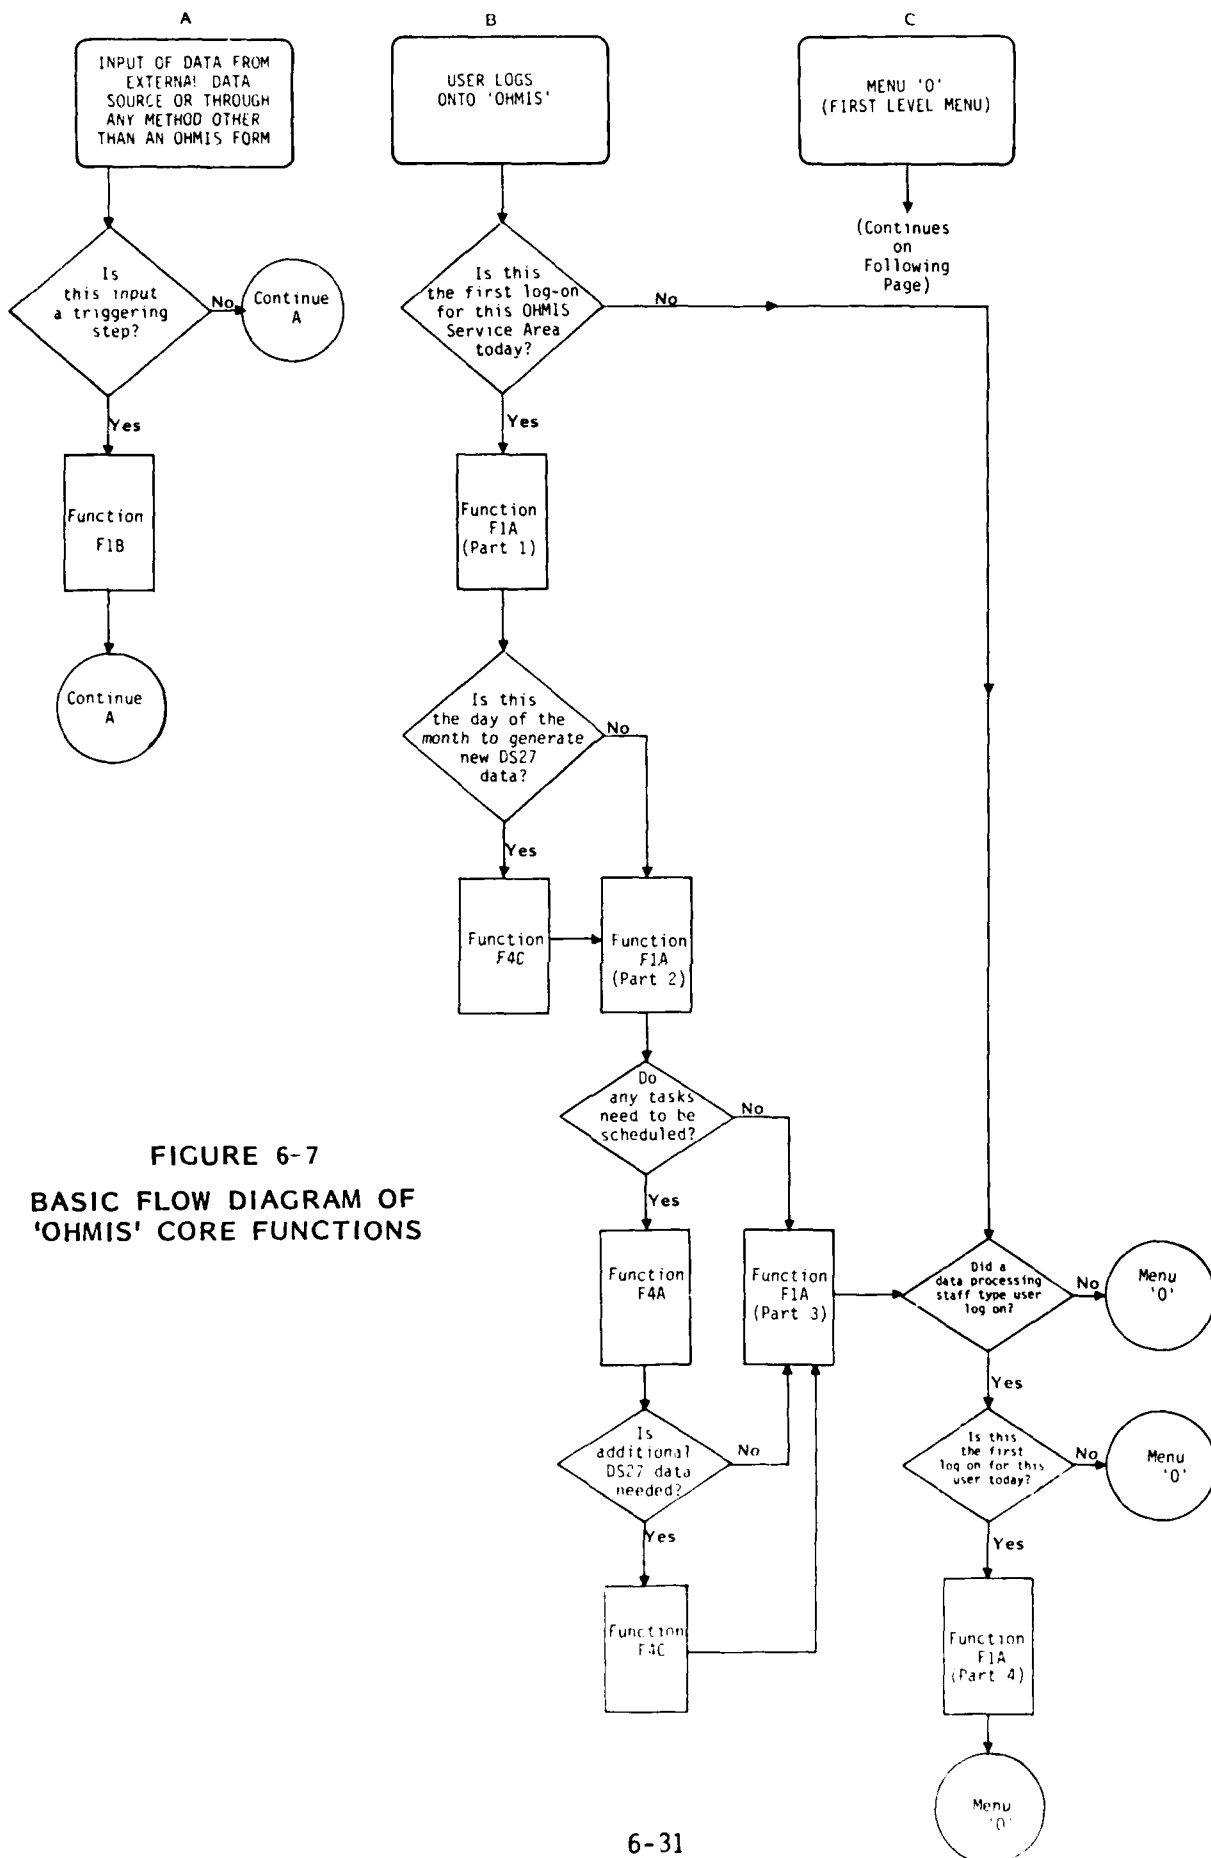 A
INPUT OF DATA FROM
EXTERNAL DATA
SOURCE OR THROUGH
ANY METHOD OTHER
THAN AN OHMIS FORM
Is
this input
a triggering
step?
No
Continue
A
Yes
Function
F1B
Continue
A
B
USER LOGS
ONTO 'OHMIS'
Is this
the first log-on
for this OHMIS
Service Area
today?
No
Yes
Function
F1A
(Part 1)
Is this
the day of the
month to generate
new DS27
data?
No
Yes
Function
F4C
Function
F1A
(Part 2)
Do
any tasks
need to be
scheduled?
No
Yes
Function
F4A
Function
F1A
(Part 3)
Is
additional
DS27 data
needed?
No
Yes
Function
F4C
C
MENU '0'
(FIRST LEVEL MENU)
(Continues
on
Following
Page)
Did a
data processing
staff type user
log on?
No
Menu
'0'
Yes
Is this
the first
log on for this
user today?
No
Menu
'0'
Yes
Function
F1A
(Part 4)
Menu
'0'
FIGURE 6-7
BASIC FLOW DIAGRAM OF
'OHMIS' CORE FUNCTIONS
6-31